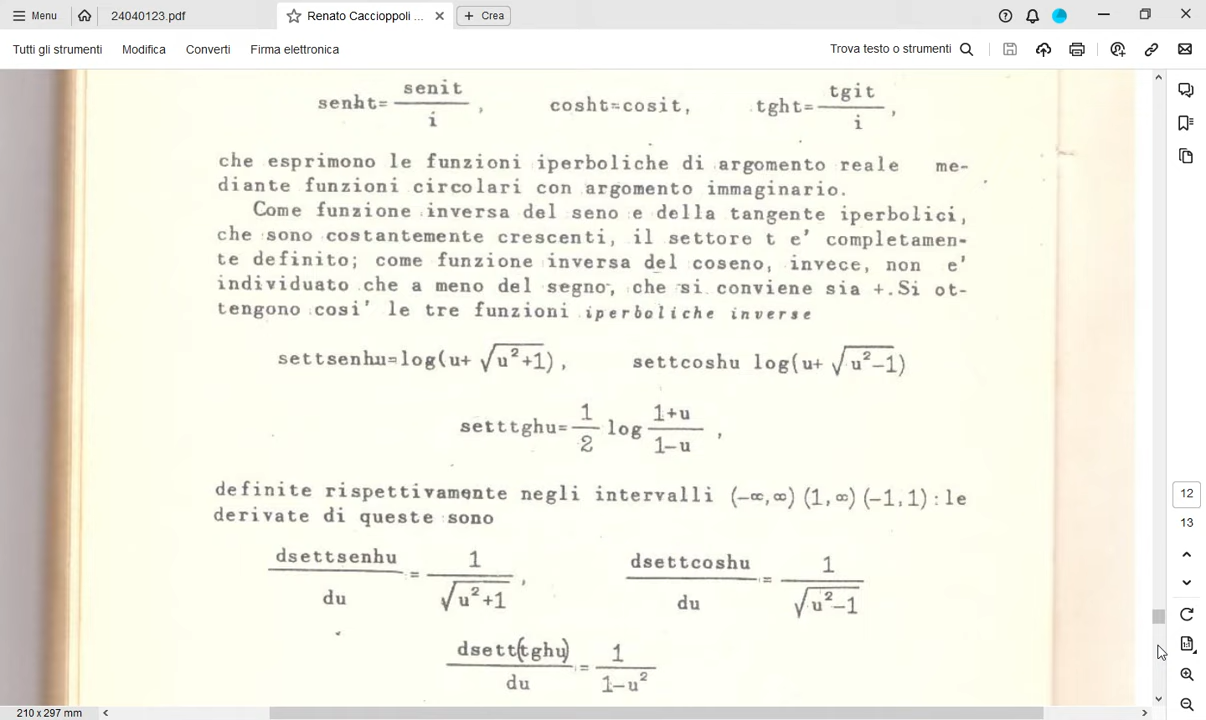 Menu 24040123.pdf Renato Caccioppoli ... Crea
Tutti gli strumenti Modifica Converti Firma elettronica Trova testo o strumenti
senht= senit/i , cosht=cosit, tght= tgit/i ,
che esprimono le funzioni iperboliche di argomento reale me-
diante funzioni circolari con argomento immaginario.
Come funzione inversa del seno e della tangente iperbolici,
che sono costantemente crescenti, il settore t e' completamen-
te definito; come funzione inversa del coseno, invece, non e'
individuato che a meno del segno, che si conviene sia +.Si ot-
tengono cosi' le tre funzioni iperboliche inverse
settsenhu=log(u+ √u²+1), settcoshu log(u+ √u²-1)
setttghu= 1/2 log 1+u/1-u ,
definite rispettivamente negli intervalli (-∞,∞) (1,∞) (-1,1):le
derivate di queste sono
dsettsenhu/du = 1/√u²+1 , dsettcoshu/du = 1/√u²-1
dsett(tghu)/du = 1/1-u²
12
13
210 x 297 mm